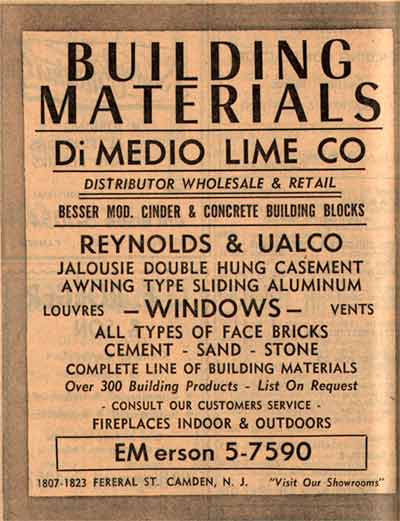 BUILDING
MATERIALS
Di MEDIO LIME CO
DISTRIBUTOR WHOLESALE & RETAIL
BESSER MOD. CINDER & CONCRETE BUILDING BLOCKS
REYNOLDS & UALCO
JALOUSIE DOUBLE HUNG CASEMENT
AWNING TYPE SLIDING ALUMINUM
LOUVRES - WINDOWS - VENTS
ALL TYPES OF FACE BRICKS
CEMENT - SAND - STONE
COMPLETE LINE OF BUILDING MATERIALS
Over 300 Building Products - List On Request
- CONSULT OUR CUSTOMERS SERVICE -
FIREPLACES INDOOR & OUTDOORS
EM erson 5-7590
1807-1823 FERERAL ST. CAMDEN, N. J. "Visit Our Showrooms"